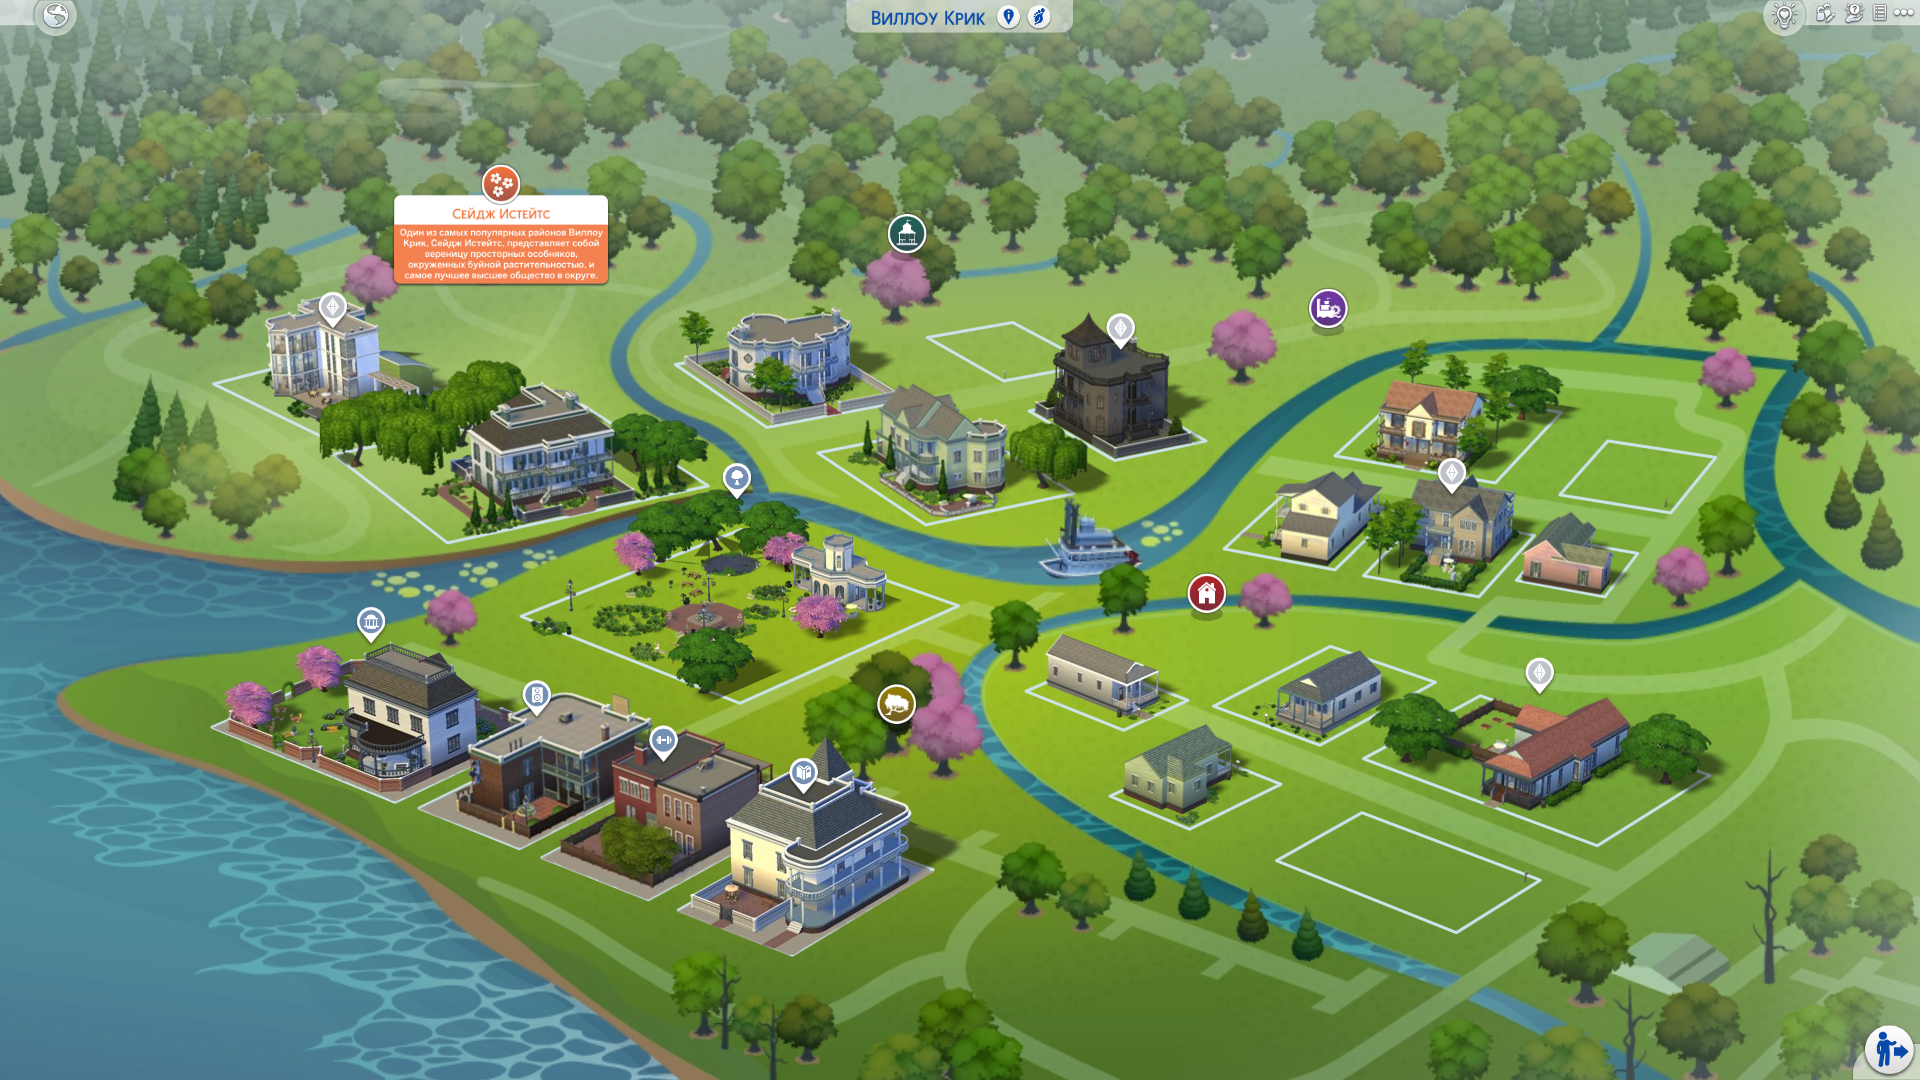 Виллоу Крик
Сейдж Истейтс
Один из самых популярных районов Виллоу
Крик, Сейдж Истейтс, представляет собой
вереницу просторных особняков,
окруженных буйной растительностью, и
самое лучшее высшее общество в округе.